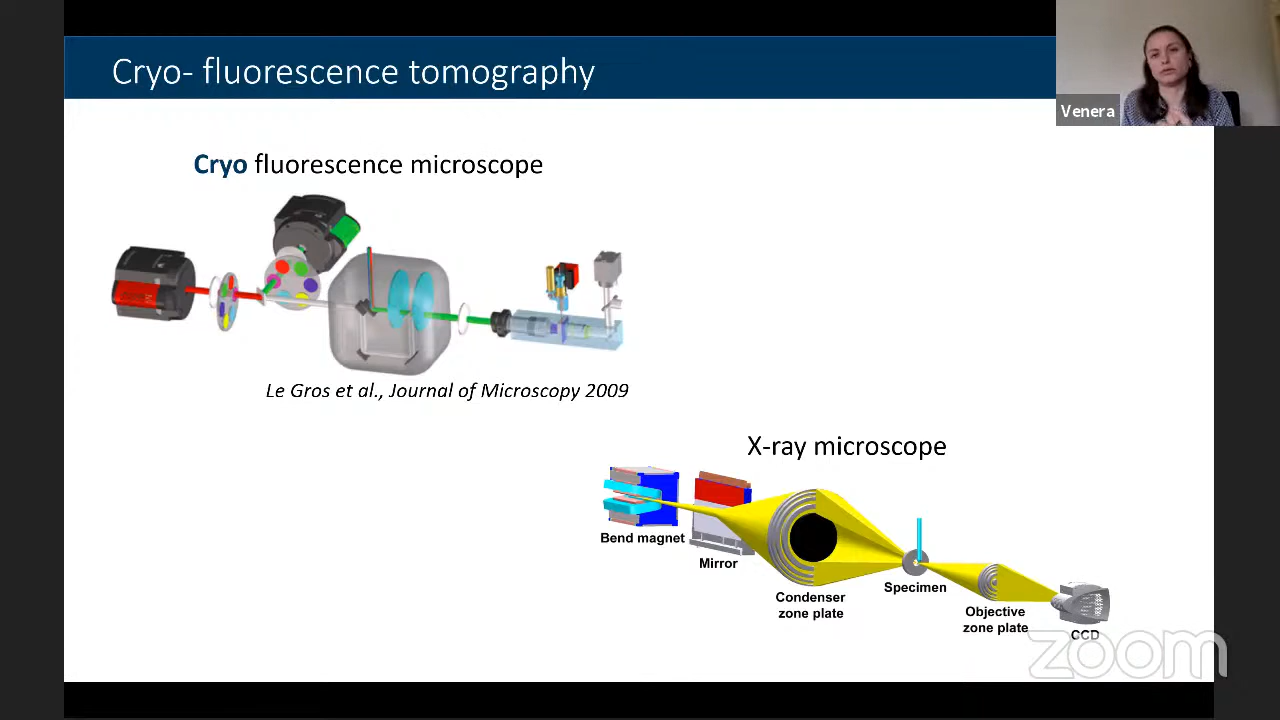 Cryo- fluorescence tomography
Venera
Cryo fluorescence microscope
Le Gros et al., Journal of Microscopy 2009
X-ray microscope
Bend magnet
Mirror
Condenser
zone plate
Specimen
Objective
zone plate
CCD
zoom